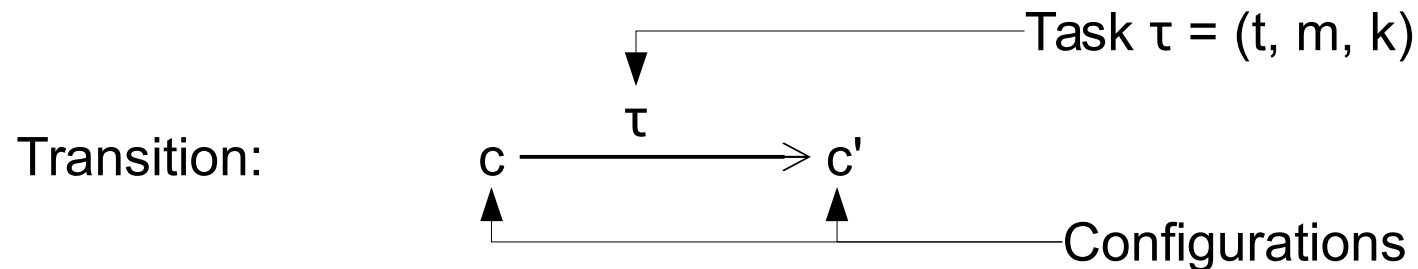 Task τ = (t, m, k)
τ
Transition: c c'
Configurations